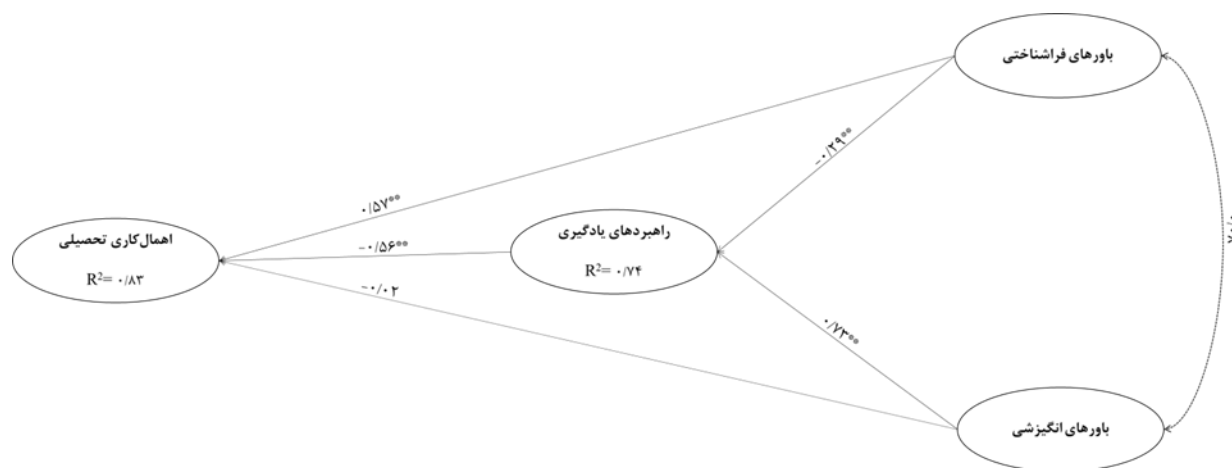 باورهای فراشناختی
-۰/۲۹**
۰/۵۷**
راهبردهای یادگیری
R²= ۰/۷۴
اهمال‌کاری تحصیلی
R²= ۰/۸۳
-۰/۵۶**
-۰/۰۲
۰/۷۳**
باورهای انگیزشی